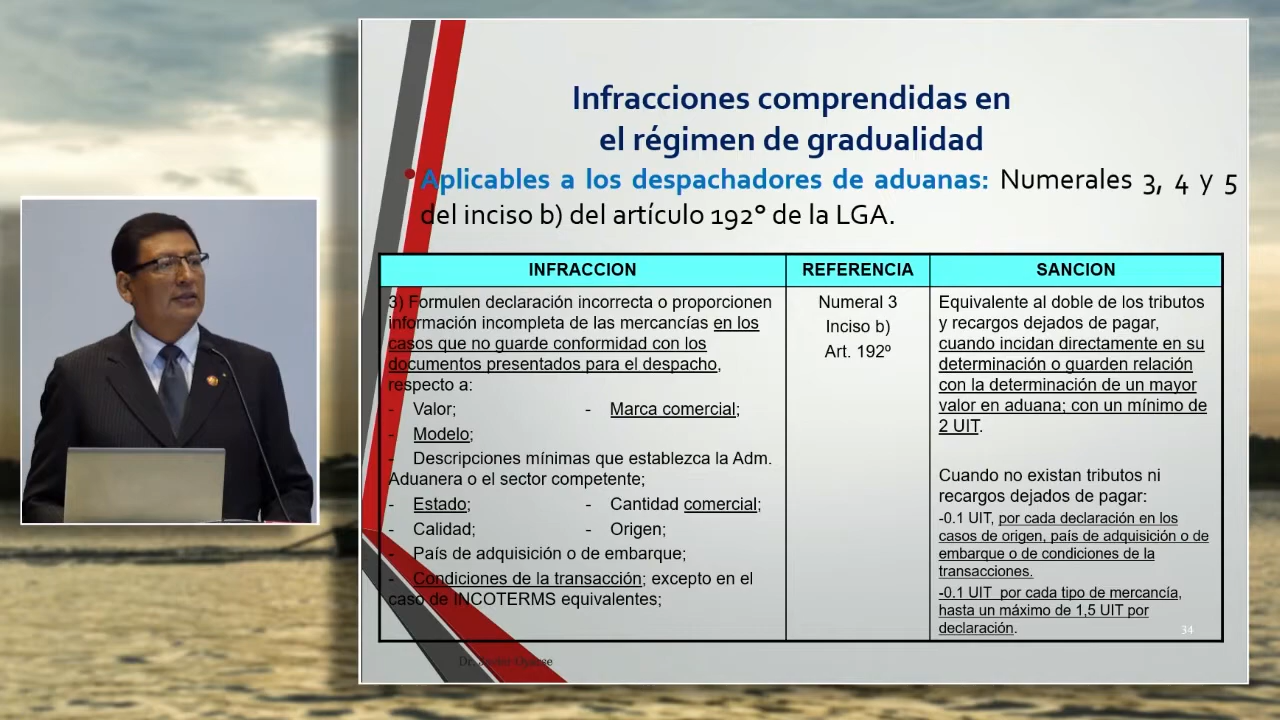 Infracciones comprendidas en
el régimen de gradualidad
• Aplicables a los despachadores de aduanas: Numerales 3, 4 y 5
del inciso b) del artículo 192° de la LGA.
INFRACCION
3) Formulen declaración incorrecta o proporcionen
información incompleta de las mercancías en los
casos que no guarde conformidad con los
documentos presentados para el despacho,
respecto a:
- Valor; - Marca comercial;
- Modelo;
- Descripciones mínimas que establezca la Adm.
Aduanera o el sector competente;
- Estado; - Cantidad comercial;
- Calidad; - Origen;
- País de adquisición o de embarque;
- Condiciones de la transacción; excepto en el
caso de INCOTERMS equivalentes;
REFERENCIA
Numeral 3
Inciso b)
Art. 192º
SANCION
Equivalente al doble de los tributos
y recargos dejados de pagar,
cuando incidan directamente en su
determinación o guarden relación
con la determinación de un mayor
valor en aduana; con un mínimo de
2 UIT.
Cuando no existan tributos ni
recargos dejados de pagar:
-0.1 UIT, por cada declaración en los
casos de origen, país de adquisición o de
embarque o de condiciones de la
transacciones.
-0.1 UIT por cada tipo de mercancía,
hasta un máximo de 1,5 UIT por
declaración.
34
Dr.